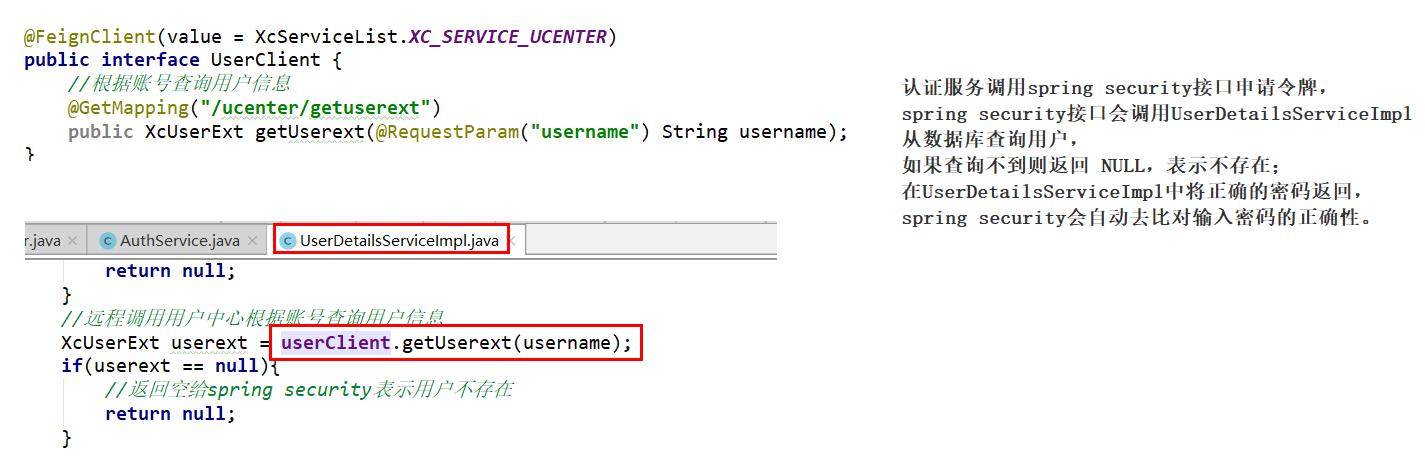 @FeignClient(value = XcServiceList.XC_SERVICE_UCENTER)
public interface UserClient {
//根据账号查询用户信息
@GetMapping("/ucenter/getuserext")
public XcUserExt getUserext(@RequestParam("username") String username);
}
认证服务调用spring security接口申请令牌，
spring security接口会调用UserDetailsServiceImpl
从数据库查询用户，
如果查询不到则返回 NULL，表示不存在；
在UserDetailsServiceImpl中将正确的密码返回，
spring security会自动去比对输入密码的正确性。
r.java × AuthService.java × UserDetailsServiceImpl.java ×
return null;
}
//远程调用用户中心根据账号查询用户信息
XcUserExt userext = userClient.getUserext(username);
if(userext == null){
//返回空给spring security表示用户不存在
return null;
}